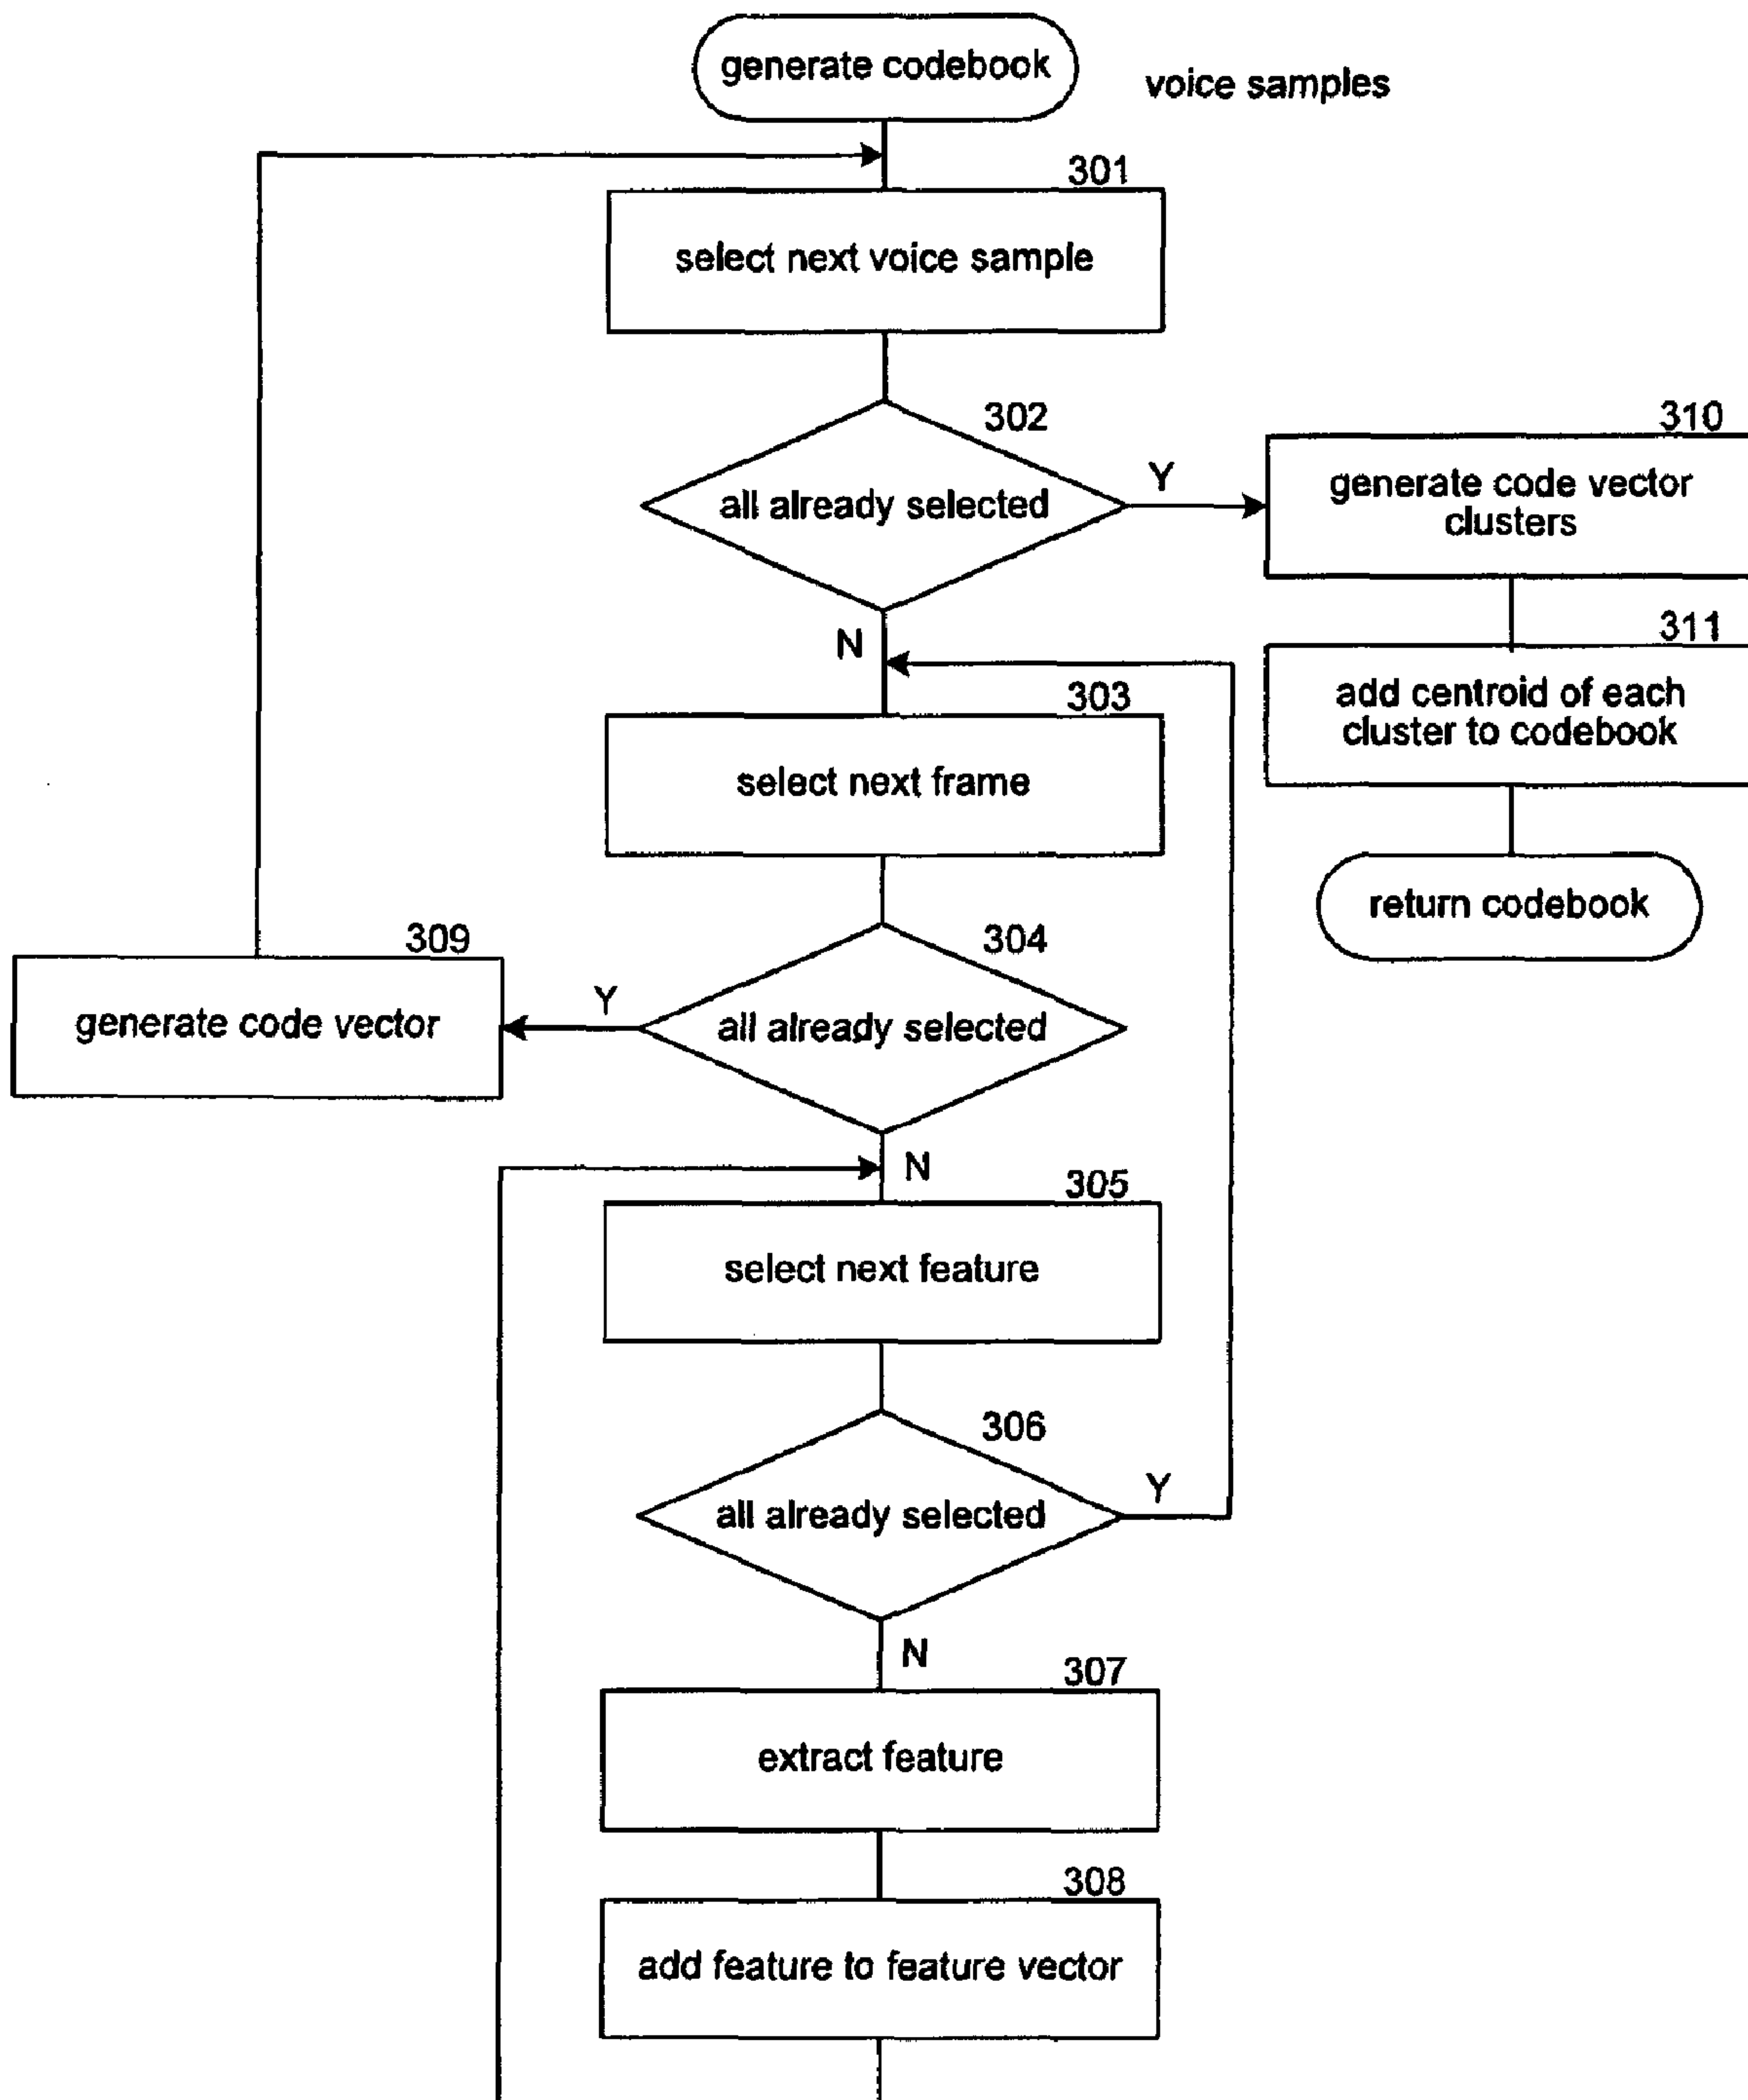 generate codebook
voice samples
301
select next voice sample
302
all already selected
Y
310
generate code vector
clusters
N
311
add centroid of each
cluster to codebook
303
select next frame
return codebook
304
all already selected
Y
309
generate code vector
N
305
select next feature
306
all already selected
Y
N
307
extract feature
308
add feature to feature vector